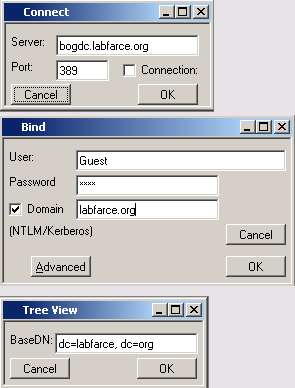 Connect
Server: bogdc.labfarce.org
Port: 389 Connection:
Cancel OK
Bind
User: Guest
Password ****
Domain labfarce.org
(NTLM/Kerberos)
Cancel
Advanced OK
Tree View
BaseDN: dc=labfarce, dc=org
Cancel OK